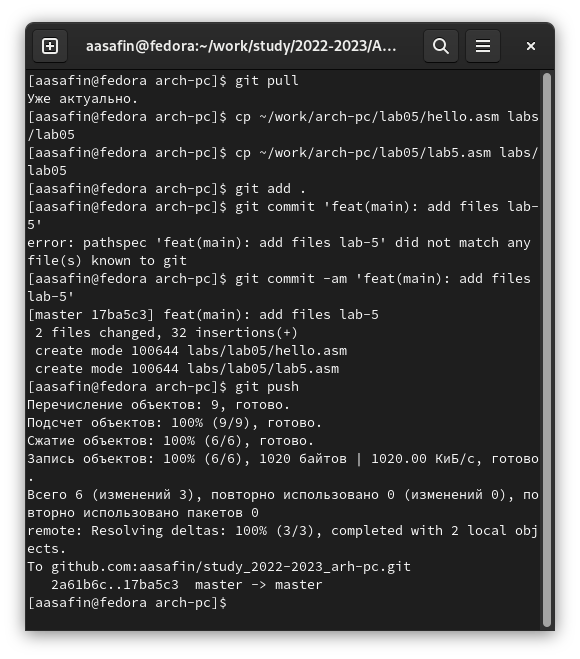 aasafin@fedora:~/work/study/2022-2023/A...
[aasafin@fedora arch-pc]$ git pull
Уже актуально.
[aasafin@fedora arch-pc]$ cp ~/work/arch-pc/lab05/hello.asm labs
/lab05
[aasafin@fedora arch-pc]$ cp ~/work/arch-pc/lab05/lab5.asm labs/
lab05
[aasafin@fedora arch-pc]$ git add .
[aasafin@fedora arch-pc]$ git commit 'feat(main): add files lab-
5'
error: pathspec 'feat(main): add files lab-5' did not match any
file(s) known to git
[aasafin@fedora arch-pc]$ git commit -am 'feat(main): add files
lab-5'
[master 17ba5c3] feat(main): add files lab-5
 2 files changed, 32 insertions(+)
 create mode 100644 labs/lab05/hello.asm
 create mode 100644 labs/lab05/lab5.asm
[aasafin@fedora arch-pc]$ git push
Перечисление объектов: 9, готово.
Подсчет объектов: 100% (9/9), готово.
Сжатие объектов: 100% (6/6), готово.
Запись объектов: 100% (6/6), 1020 байтов | 1020.00 КиБ/с, готово
.
Всего 6 (изменений 3), повторно использовано 0 (изменений 0), по
вторно использовано пакетов 0
remote: Resolving deltas: 100% (3/3), completed with 2 local obj
ects.
To github.com:aasafin/study_2022-2023_arh-pc.git
   2a61b6c..17ba5c3  master -> master
[aasafin@fedora arch-pc]$